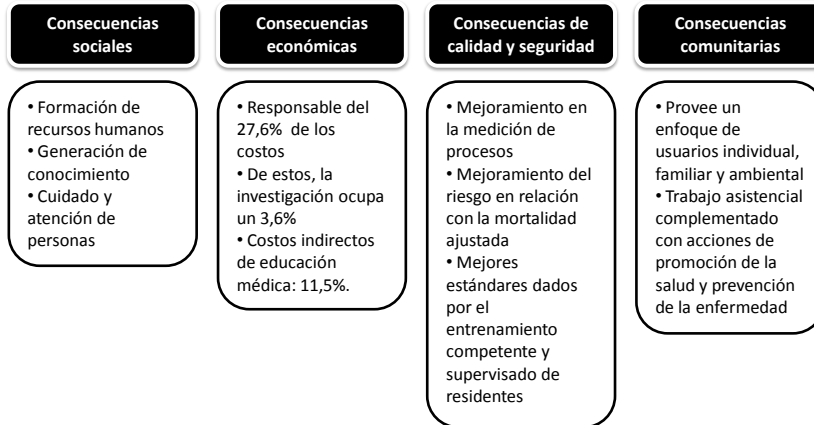 Consecuencias
sociales
• Formación de
recursos humanos
• Generación de
conocimiento
• Cuidado y
atención de
personas
Consecuencias
económicas
• Responsable del
27,6% de los
costos
• De estos, la
investigación ocupa
un 3,6%
• Costos indirectos
de educación
médica: 11,5%.
Consecuencias de
calidad y seguridad
• Mejoramiento en
la medición de
procesos
• Mejoramiento del
riesgo en relación
con la mortalidad
ajustada
• Mejores
estándares dados
por el
entrenamiento
competente y
supervisado de
residentes
Consecuencias
comunitarias
• Provee un
enfoque de
usuarios individual,
familiar y ambiental
• Trabajo asistencial
complementado
con acciones de
promoción de la
salud y prevención
de la enfermedad